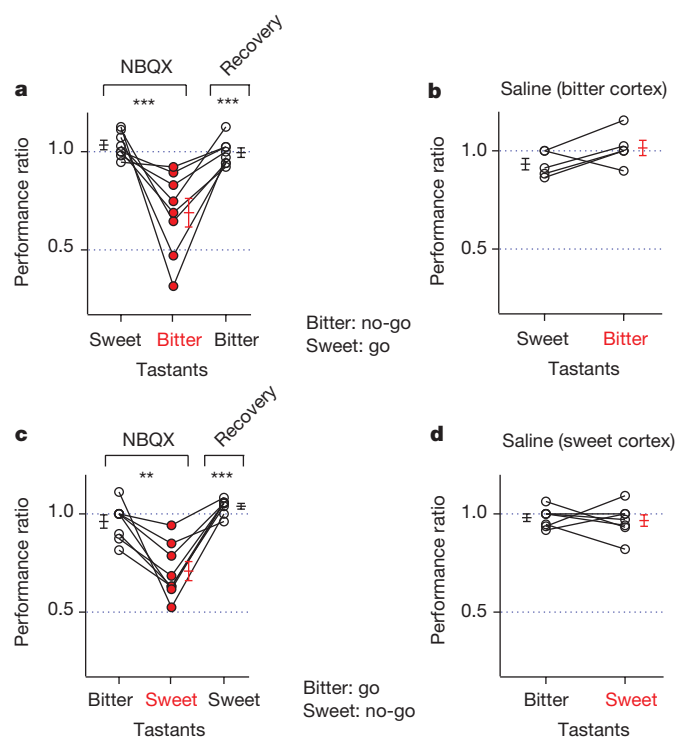 a
NBQX
Recovery
***
***
Performance ratio
1.0
0.5
Sweet
Bitter
Bitter
Tastants
Bitter: no-go
Sweet: go
b
Saline (bitter cortex)
Performance ratio
1.0
0.5
Sweet
Bitter
Tastants
c
NBQX
Recovery
**
***
Performance ratio
1.0
0.5
Bitter
Sweet
Sweet
Tastants
Bitter: go
Sweet: no-go
d
Saline (sweet cortex)
Performance ratio
1.0
0.5
Bitter
Sweet
Tastants